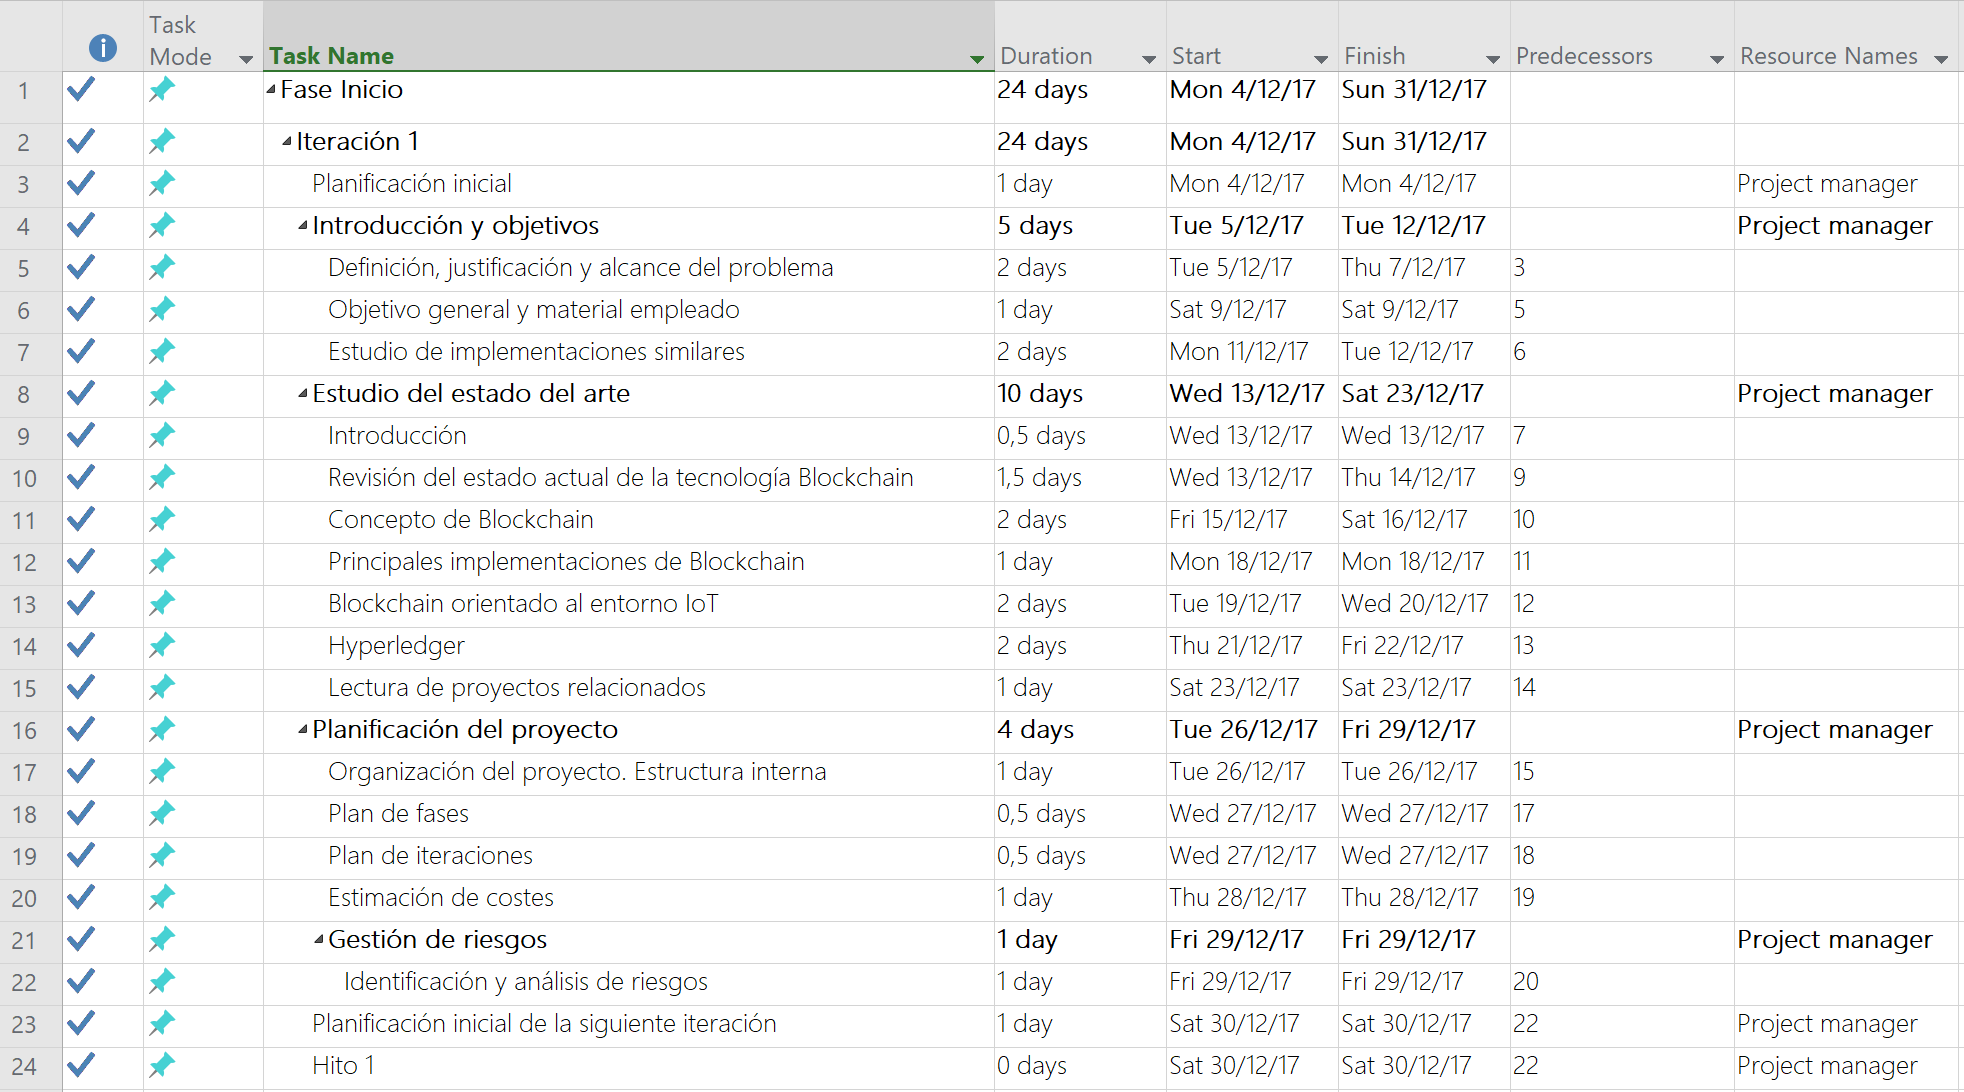 Task Mode Task Name Duration Start Finish Predecessors Resource Names
1 Fase Inicio 24 days Mon 4/12/17 Sun 31/12/17
2 Iteración 1 24 days Mon 4/12/17 Sun 31/12/17
3 Planificación inicial 1 day Mon 4/12/17 Mon 4/12/17 Project manager
4 Introducción y objetivos 5 days Tue 5/12/17 Tue 12/12/17 Project manager
5 Definición, justificación y alcance del problema 2 days Tue 5/12/17 Thu 7/12/17 3
6 Objetivo general y material empleado 1 day Sat 9/12/17 Sat 9/12/17 5
7 Estudio de implementaciones similares 2 days Mon 11/12/17 Tue 12/12/17 6
8 Estudio del estado del arte 10 days Wed 13/12/17 Sat 23/12/17 Project manager
9 Introducción 0,5 days Wed 13/12/17 Wed 13/12/17 7
10 Revisión del estado actual de la tecnología Blockchain 1,5 days Wed 13/12/17 Thu 14/12/17 9
11 Concepto de Blockchain 2 days Fri 15/12/17 Sat 16/12/17 10
12 Principales implementaciones de Blockchain 1 day Mon 18/12/17 Mon 18/12/17 11
13 Blockchain orientado al entorno IoT 2 days Tue 19/12/17 Wed 20/12/17 12
14 Hyperledger 2 days Thu 21/12/17 Fri 22/12/17 13
15 Lectura de proyectos relacionados 1 day Sat 23/12/17 Sat 23/12/17 14
16 Planificación del proyecto 4 days Tue 26/12/17 Fri 29/12/17 Project manager
17 Organización del proyecto. Estructura interna 1 day Tue 26/12/17 Tue 26/12/17 15
18 Plan de fases 0,5 days Wed 27/12/17 Wed 27/12/17 17
19 Plan de iteraciones 0,5 days Wed 27/12/17 Wed 27/12/17 18
20 Estimación de costes 1 day Thu 28/12/17 Thu 28/12/17 19
21 Gestión de riesgos 1 day Fri 29/12/17 Fri 29/12/17 Project manager
22 Identificación y análisis de riesgos 1 day Fri 29/12/17 Fri 29/12/17 20
23 Planificación inicial de la siguiente iteración 1 day Sat 30/12/17 Sat 30/12/17 22 Project manager
24 Hito 1 0 days Sat 30/12/17 Sat 30/12/17 22 Project manager